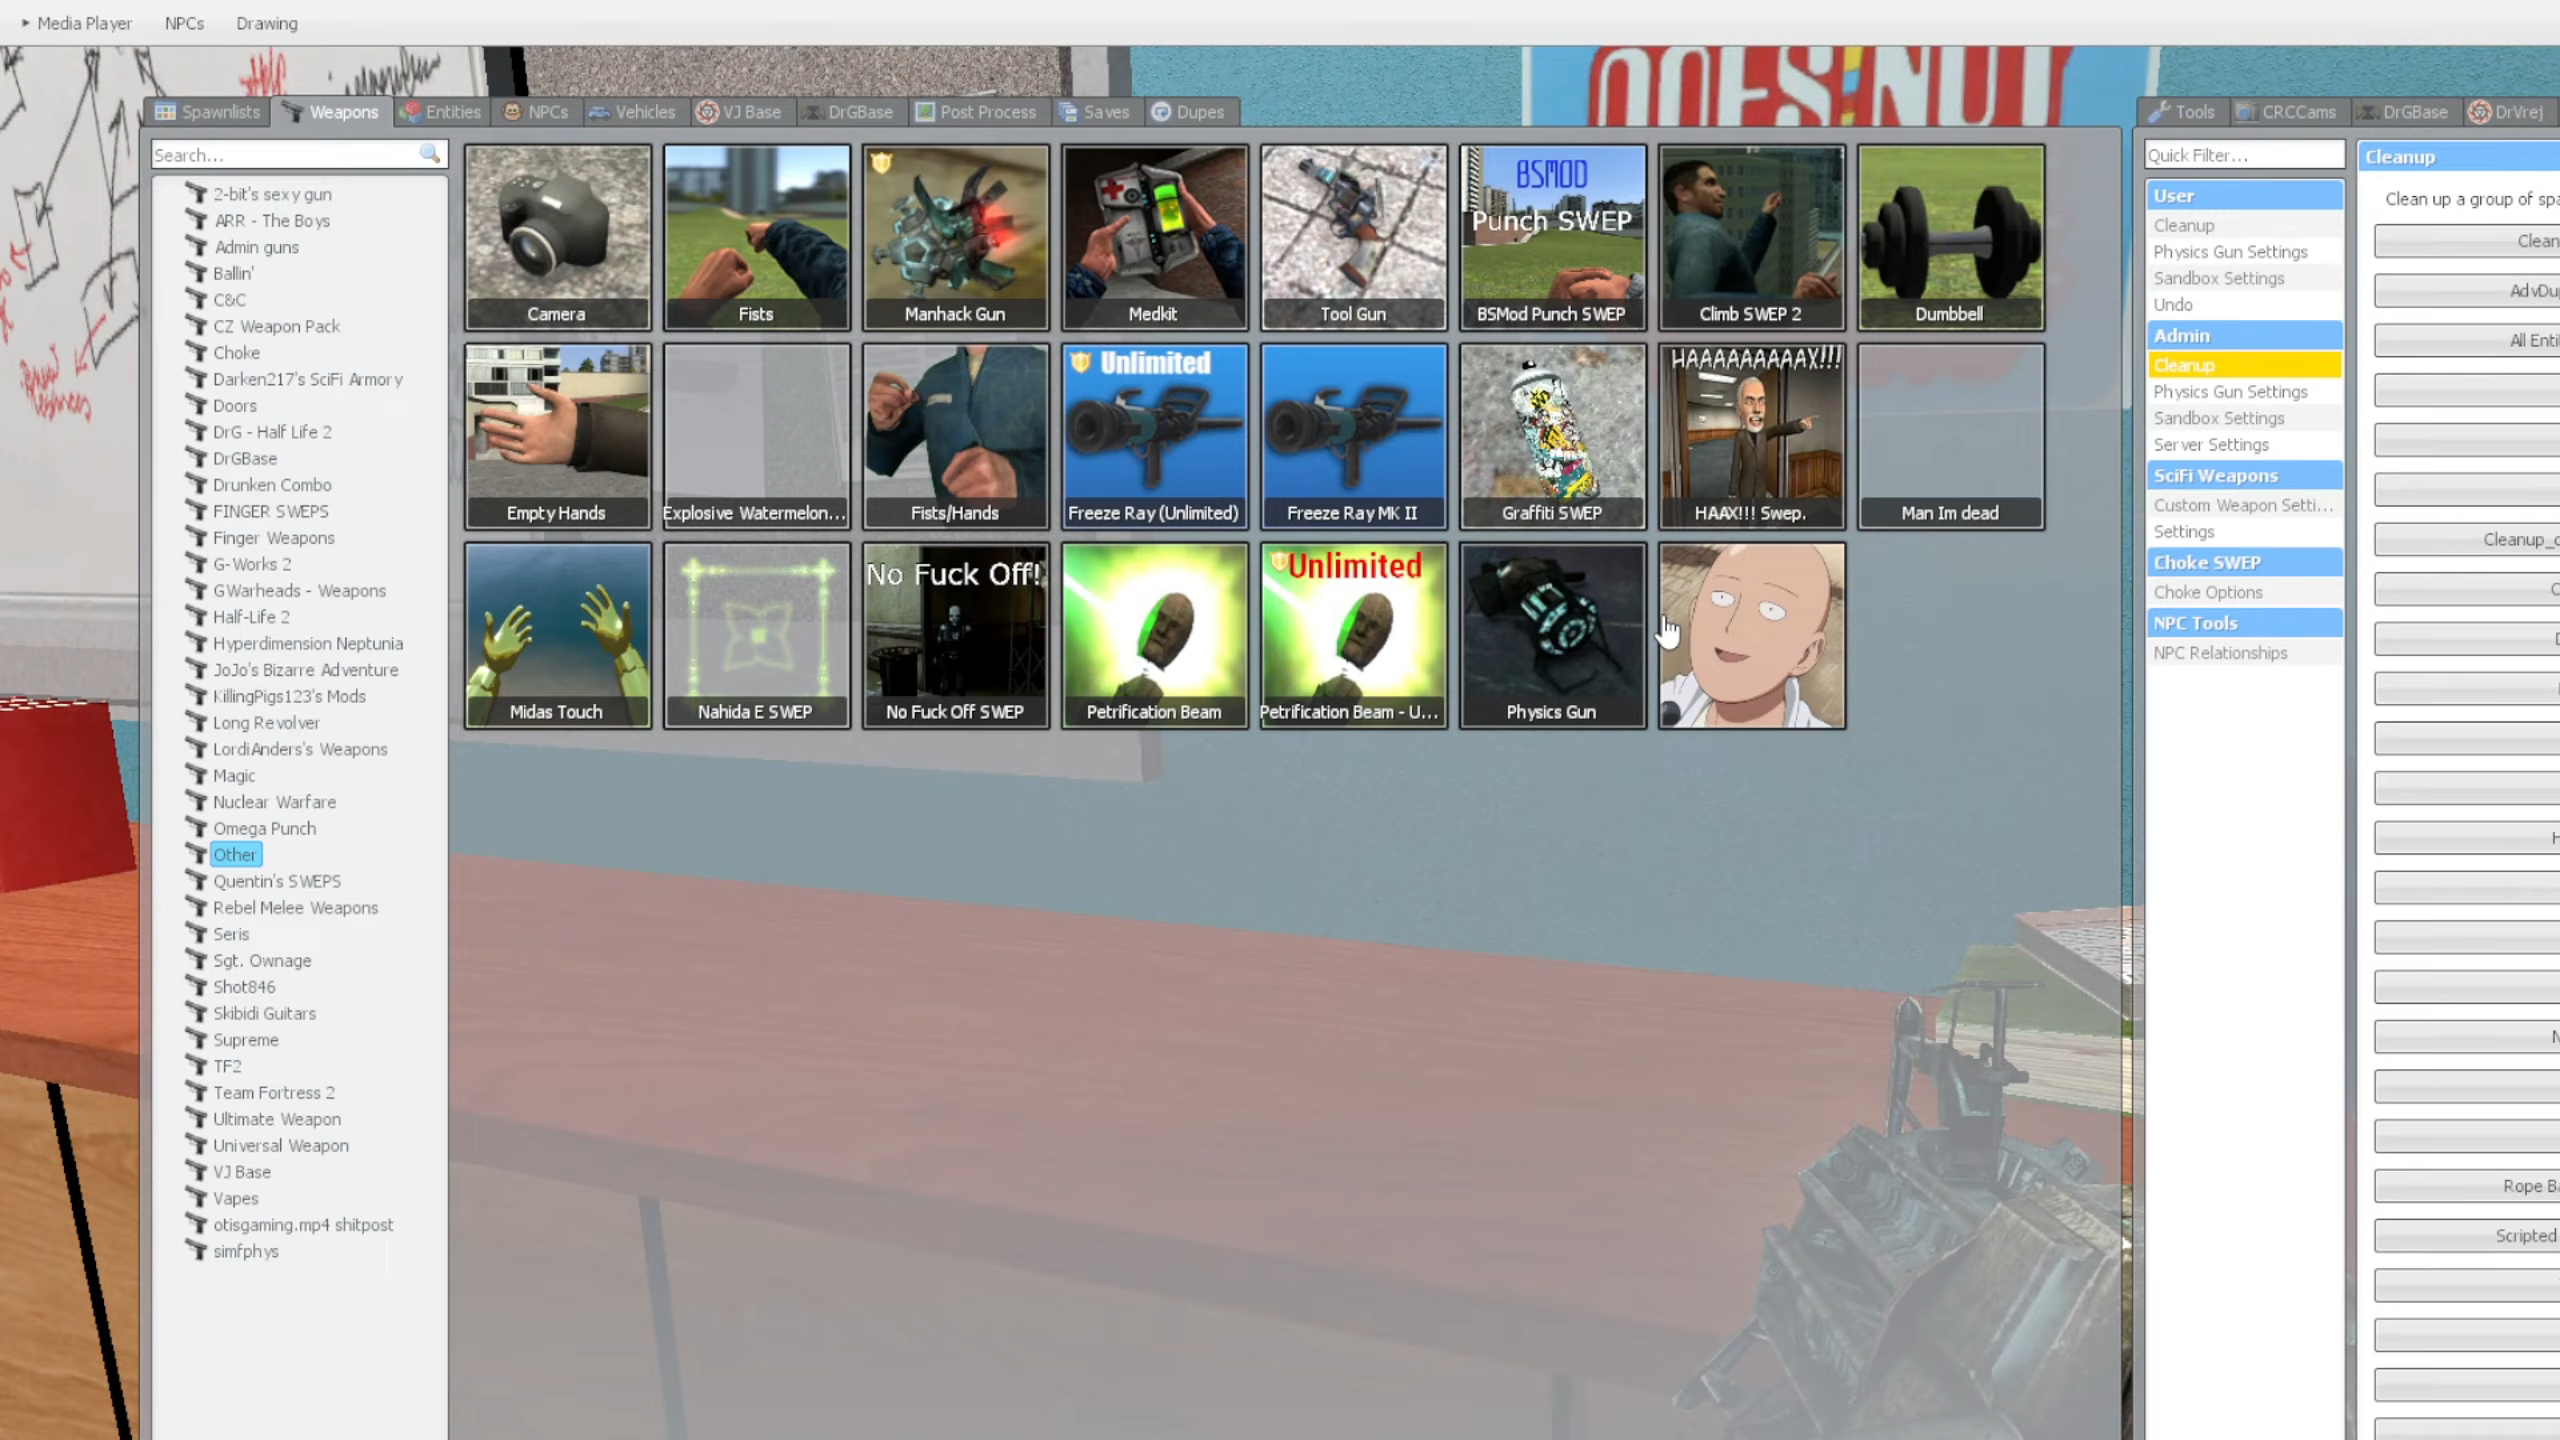 Media Player NPCs Drawing
DOES NOT
Spawnlists Weapons Entities NPCs Vehicles VJ Base DrGBase Post Process Saves Dupes
Tools CRCCams DrGBase DrVrej
Search...
2-bit's sexy gun
ARR - The Boys
Admin guns
Ballin'
C&C
CZ Weapon Pack
Choke
Darken217's SciFi Armory
Doors
DrG - Half Life 2
DrGBase
Drunken Combo
FINGER SWEPS
Finger Weapons
G-Works 2
GWarheads - Weapons
Half-Life 2
Hyperdimension Neptunia
JoJo's Bizarre Adventure
KillingPigs123's Mods
Long Revolver
LordiAnders's Weapons
Magic
Nuclear Warfare
Omega Punch
Other
Quentin's SWEPS
Rebel Melee Weapons
Seris
Sgt. Ownage
Shot846
Skibidi Guitars
Supreme
TF2
Team Fortress 2
Ultimate Weapon
Universal Weapon
VJ Base
Vapes
otisgaming.mp4 shitpost
simfphys
BSMOD
Punch SWEP
Camera Fists Manhack Gun Medkit Tool Gun BSMod Punch SWEP Climb SWEP 2 Dumbbell
Unlimited
HAAAAAAAAAX!!!
Empty Hands Explosive Watermelon... Fists/Hands Freeze Ray (Unlimited) Freeze Ray MK II Graffiti SWEP HAAX!!! Swep. Man Im dead
No Fuck Off!
Unlimited
Midas Touch Nahida E SWEP No Fuck Off SWEP Petrification Beam Petrification Beam - U... Physics Gun
Quick Filter...
User
Cleanup
Physics Gun Settings
Sandbox Settings
Undo
Admin
Cleanup
Physics Gun Settings
Sandbox Settings
Server Settings
SciFi Weapons
Custom Weapon Setti...
Settings
Choke SWEP
Choke Options
NPC Tools
NPC Relationships
Cleanup
Clean up a group of spa
Clean
AdvDup
All Enti
Cleanup_c
Rope Ba
Scripted